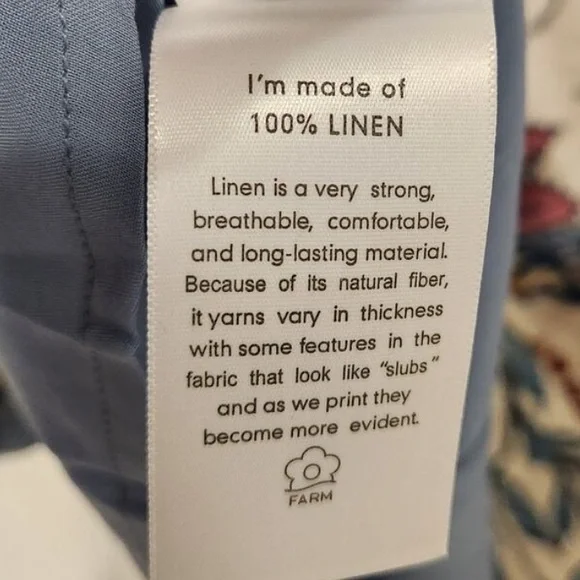 I'm made of
100% LINEN
Linen is a very strong,
breathable, comfortable,
and long-lasting material.
Because of its natural fiber,
it yarns vary in thickness
with some features in the
fabric that look like “slubs”
and as we print they
become more evident.
FARM